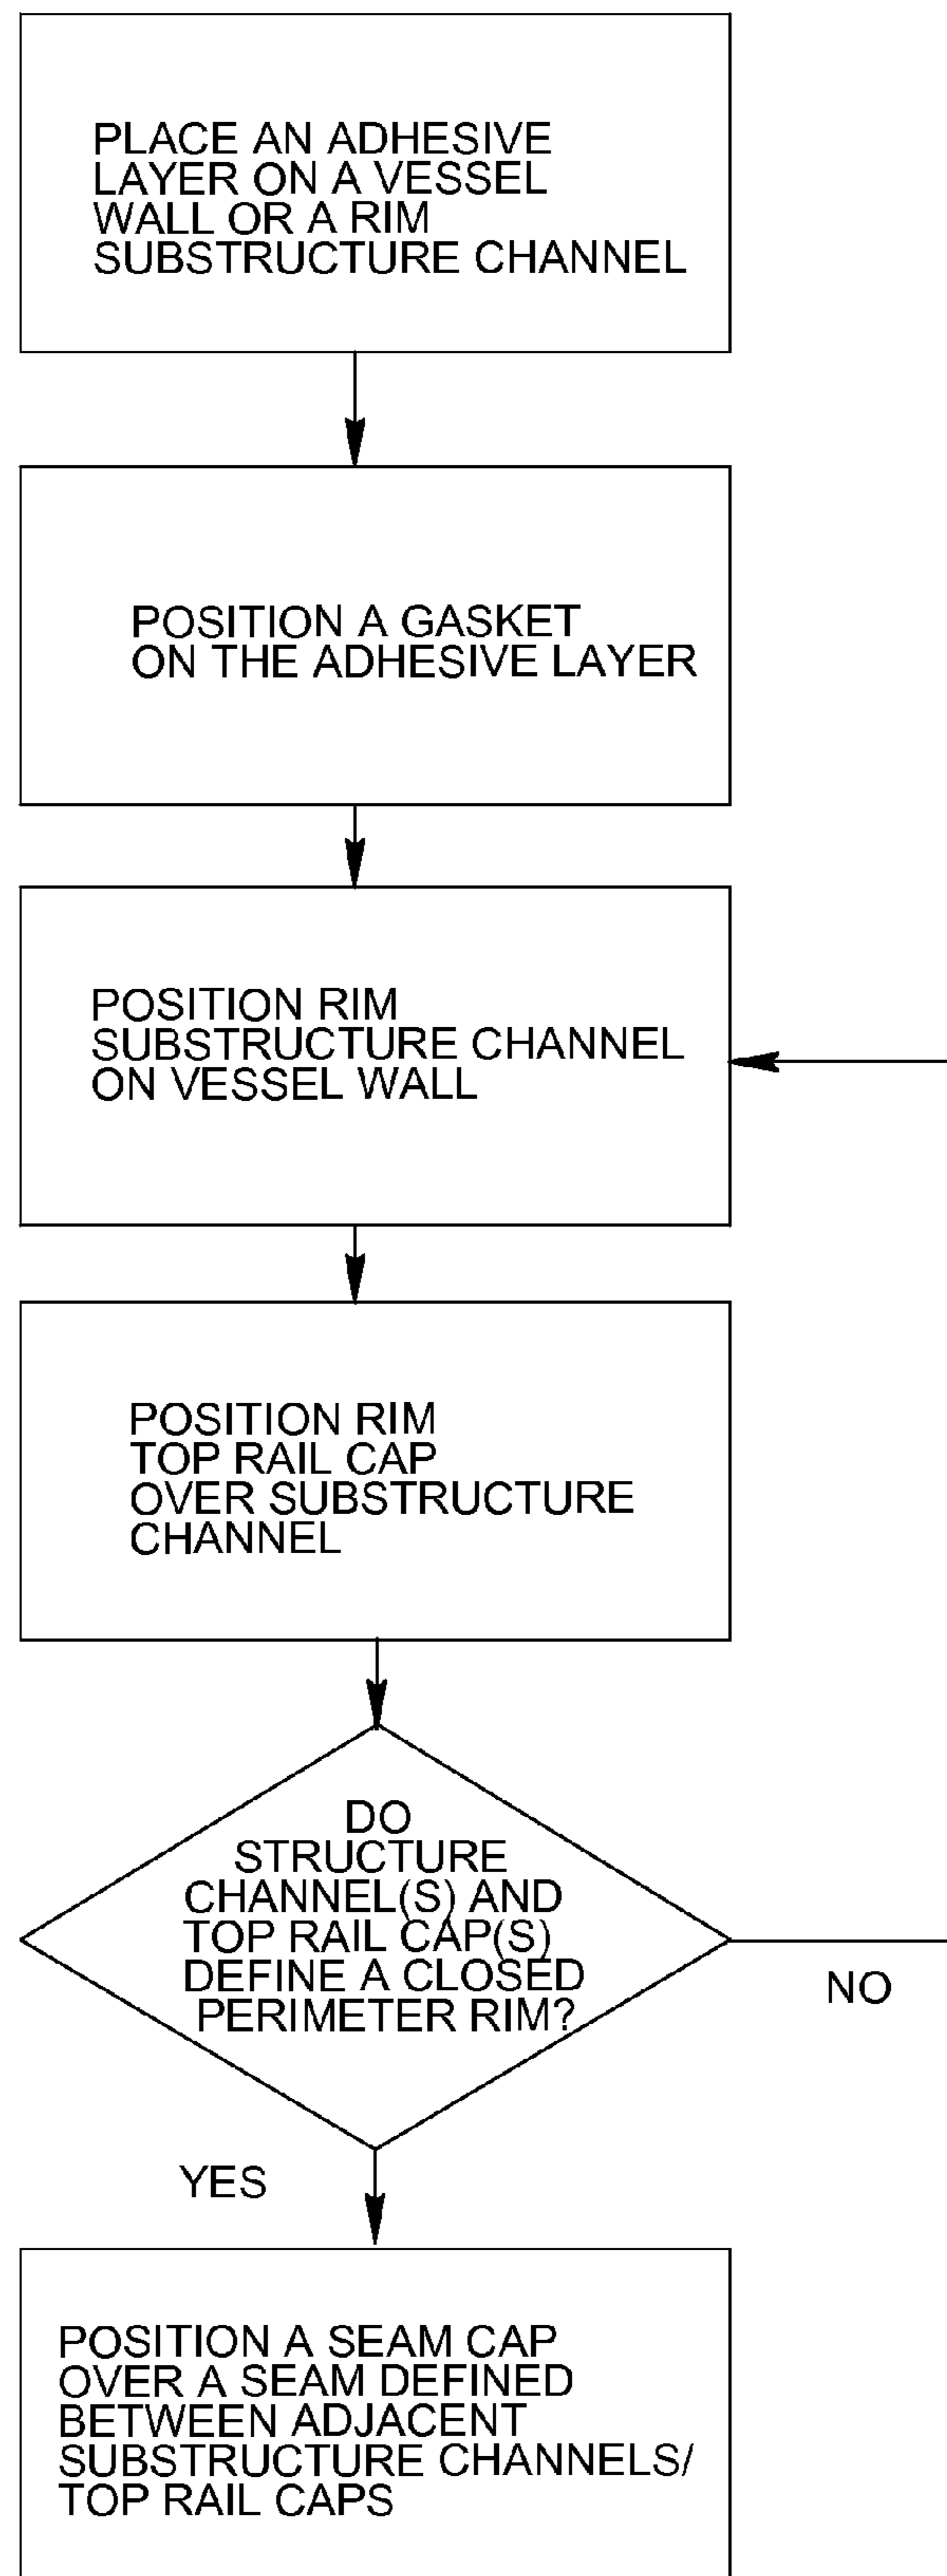 PLACE AN ADHESIVE
LAYER ON A VESSEL
WALL OR A RIM
SUBSTRUCTURE CHANNEL
POSITION A GASKET
ON THE ADHESIVE LAYER
POSITION RIM
SUBSTRUCTURE CHANNEL
ON VESSEL WALL
POSITION RIM
TOP RAIL CAP
OVER SUBSTRUCTURE
CHANNEL
DO
STRUCTURE
CHANNEL(S) AND
TOP RAIL CAP(S)
DEFINE A CLOSED
PERIMETER RIM?
NO
YES
POSITION A SEAM CAP
OVER A SEAM DEFINED
BETWEEN ADJACENT
SUBSTRUCTURE CHANNELS/
TOP RAIL CAPS